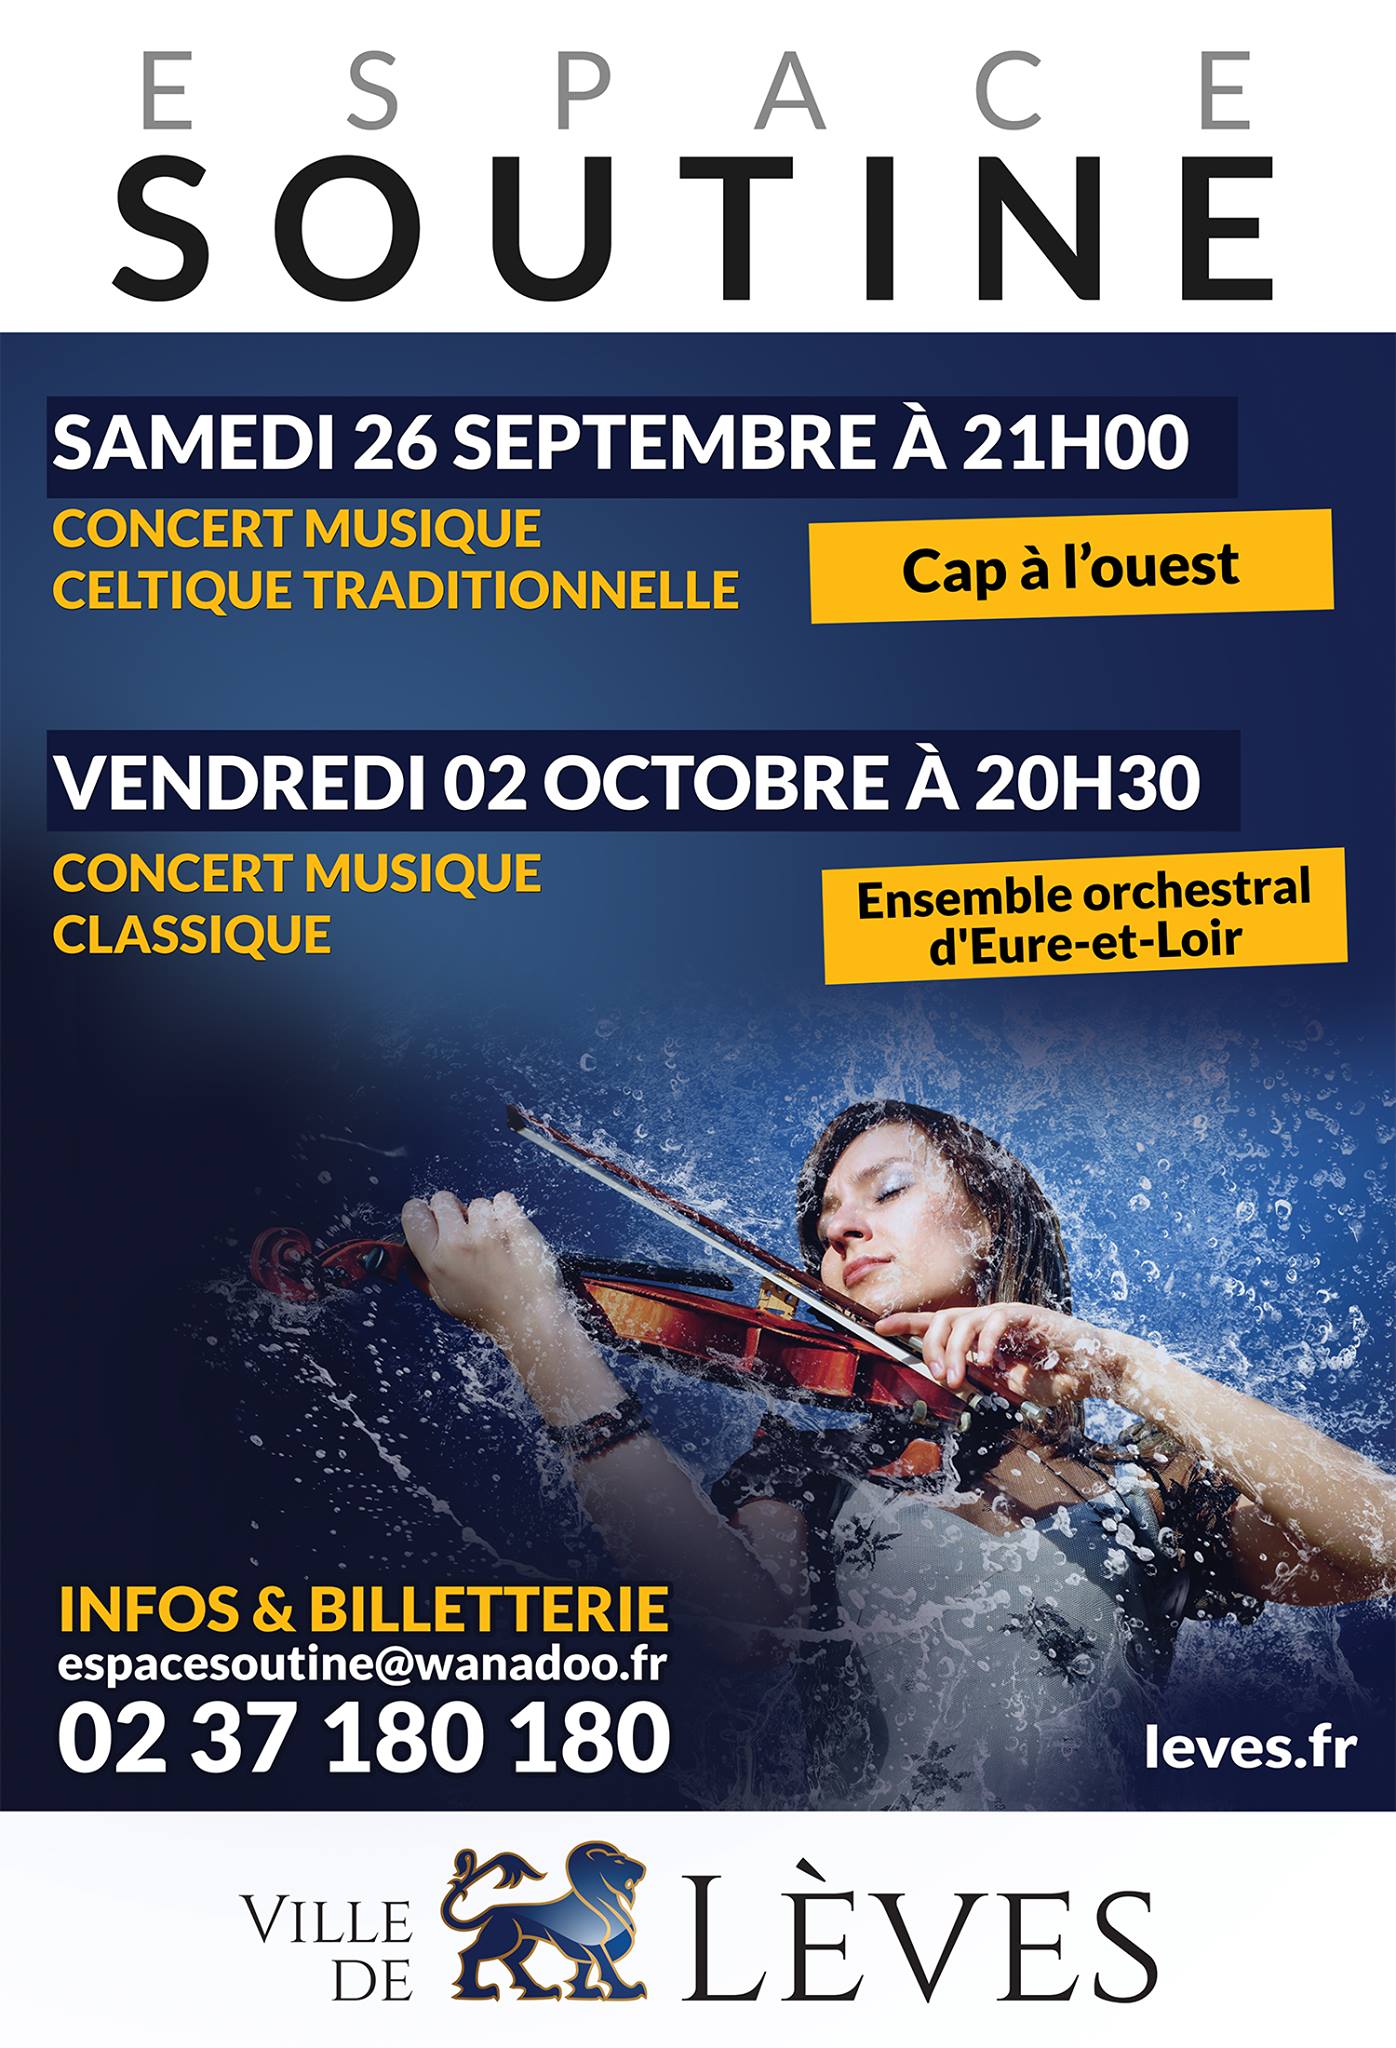 ESPACE
SOUTINE
SAMEDI 26 SEPTEMBRE À 21H00
CONCERT MUSIQUE
CELTIQUE TRADITIONNELLE
Cap à l'ouest
VENDREDI 02 OCTOBRE À 20H30
CONCERT MUSIQUE
CLASSIQUE
Ensemble orchestral
d'Eure-et-Loir
INFOS & BILLETTERIE
espacesoutine@wanadoo.fr
02 37 180 180
leves.fr
VILLE
DE
LÈVES